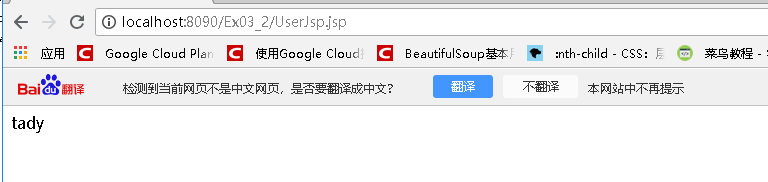 localhost:8090/Ex03_2/UserJsp.jsp
应用 Google Cloud Plan 使用Google Cloud BeautifulSoup基本 :nth-child - CSS: 菜鸟教程 -
Bai du 翻译 检测到当前网页不是中文网页，是否要翻译成中文？ 翻译 不翻译 本网站中不再提示
tady